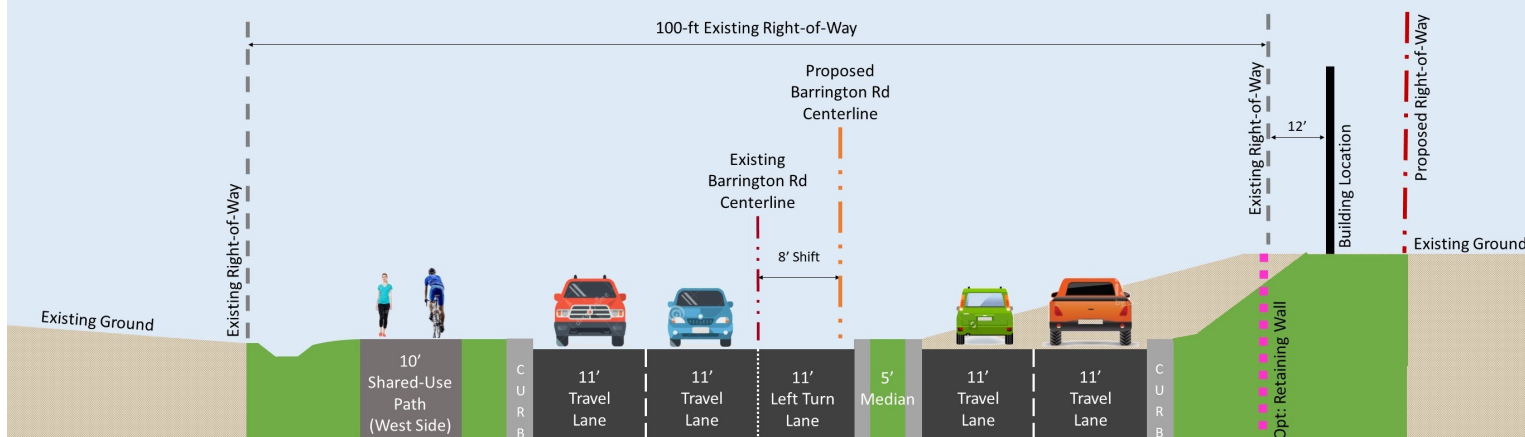 100-ft Existing Right-of-Way
Proposed
Barrington Rd
Centerline
Existing
Barrington Rd
Centerline
8' Shift
12'
Existing Right-of-Way
Existing Right-of-Way
Building Location
Proposed Right-of-Way
Existing Ground
Existing Ground
10'
Shared-Use
Path
(West Side)
C
U
R
B
11'
Travel
Lane
11'
Travel
Lane
11'
Left Turn
Lane
5'
Median
11'
Travel
Lane
11'
Travel
Lane
C
U
R
B
Opt: Retaining Wall